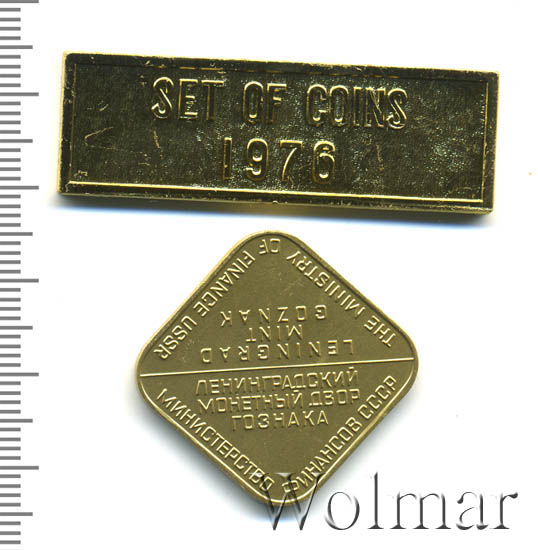 SET OF COINS
1976
THE MINISTRY OF FINANCE USSR
LENINGRAD
MINT
GOZNAK
ЛЕНИНГРАДСКИЙ
МОНЕТНЫЙ ДВОР
ГОЗНАКА
МИНИСТЕРСТВО ФИНАНСОВ СССР
Wolmar